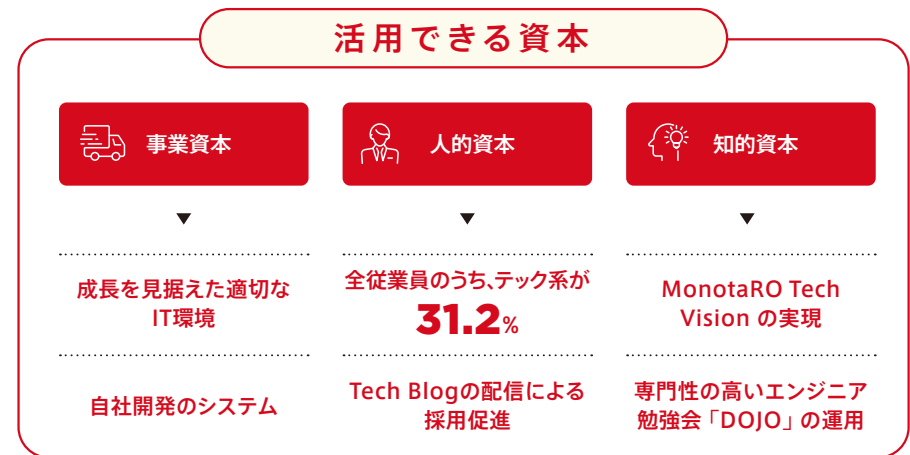 活用できる資本
事業資本
成長を見据えた適切な
IT環境
自社開発のシステム
人的資本
全従業員のうち、テック系が
31.2%
Tech Blogの配信による
採用促進
知的資本
MonotaRO Tech
Vision の実現
専門性の高いエンジニア
勉強会「DOJO」の運用